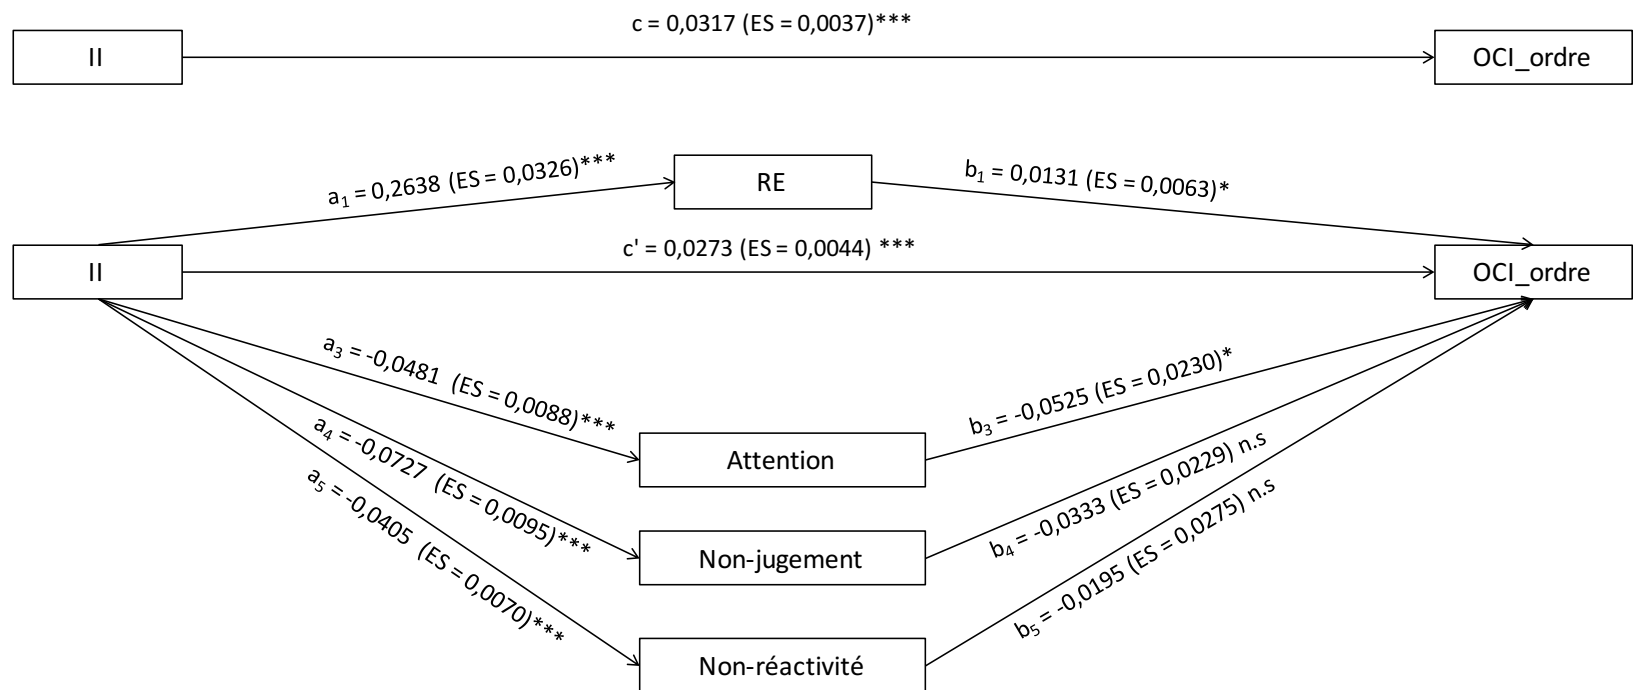 c = 0,0317 (ES = 0,0037)***
II
OCI_ordre
a₁ = 0,2638 (ES = 0,0326)***
RE
b₁ = 0,0131 (ES = 0,0063)*
c' = 0,0273 (ES = 0,0044) ***
II
OCI_ordre
a₃ = -0,0481 (ES = 0,0088)***
b₃ = -0,0525 (ES = 0,0230)*
Attention
a₄ = -0,0727 (ES = 0,0095)***
b₄ = -0,0333 (ES = 0,0229) n.s
Non-jugement
a₅ = -0,0405 (ES = 0,0070)***
b₅ = -0,0195 (ES = 0,0275) n.s
Non-réactivité